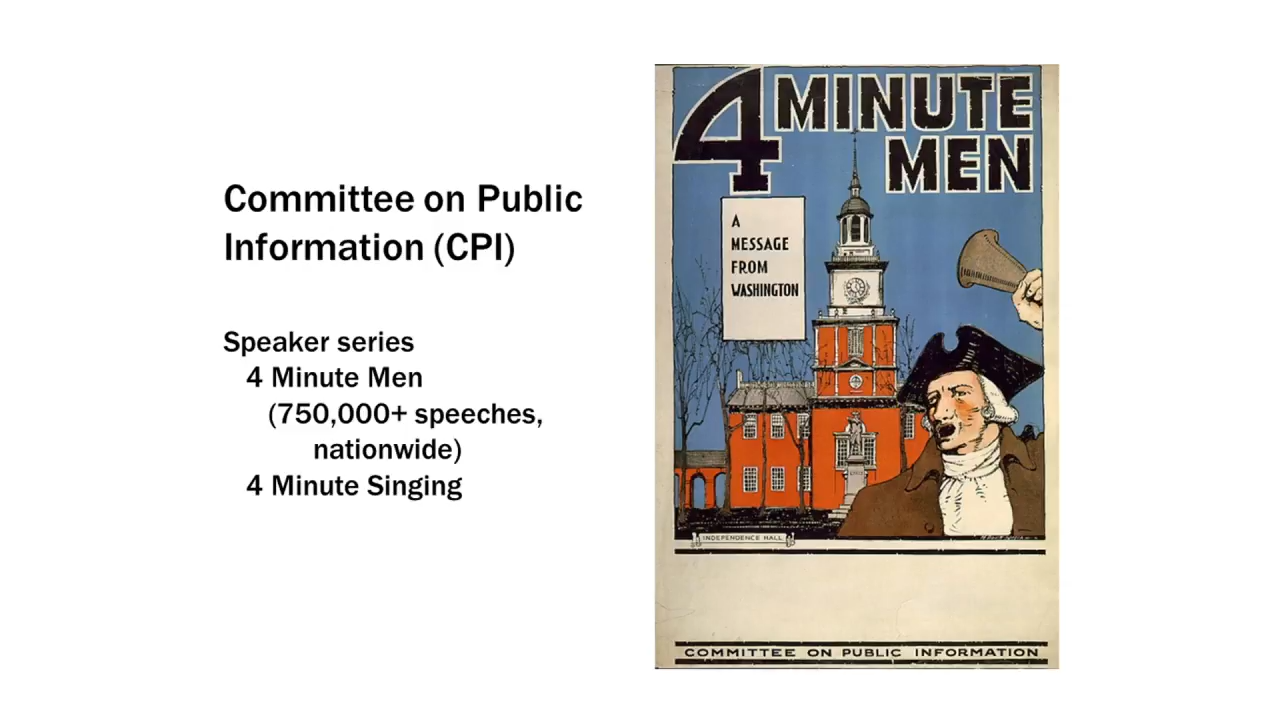 Committee on Public
Information (CPI)
Speaker series
4 Minute Men
(750,000+ speeches,
nationwide)
4 Minute Singing
4 MINUTE
MEN
A
MESSAGE
FROM
WASHINGTON
INDEPENDENCE HALL
COMMITTEE ON PUBLIC INFORMATION